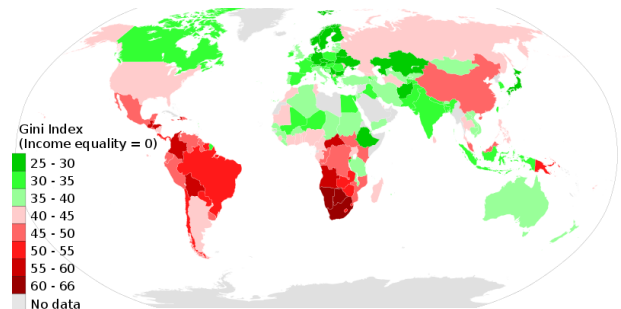 Gini Index
(Income equality = 0)
25 - 30
30 - 35
35 - 40
40 - 45
45 - 50
50 - 55
55 - 60
60 - 66
No data